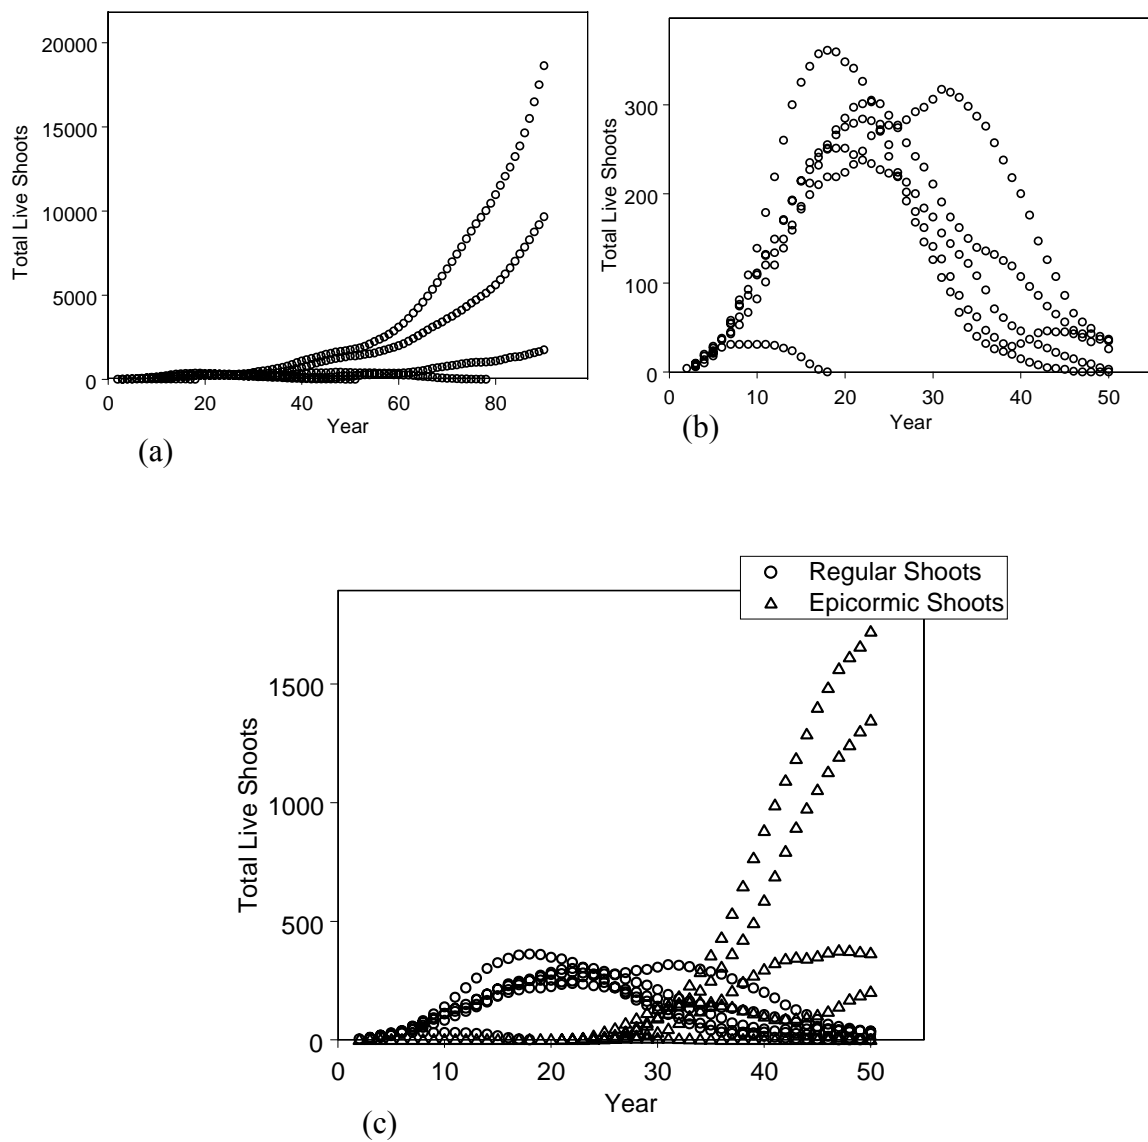 20000
15000
10000
5000
0
Total Live Shoots
0 20 40 60 80
Year
(a)
300
200
100
0
Total Live Shoots
0 10 20 30 40 50
Year
(b)
Regular Shoots
Epicormic Shoots
1500
1000
500
0
Total Live Shoots
0 10 20 30 40 50
Year
(c)